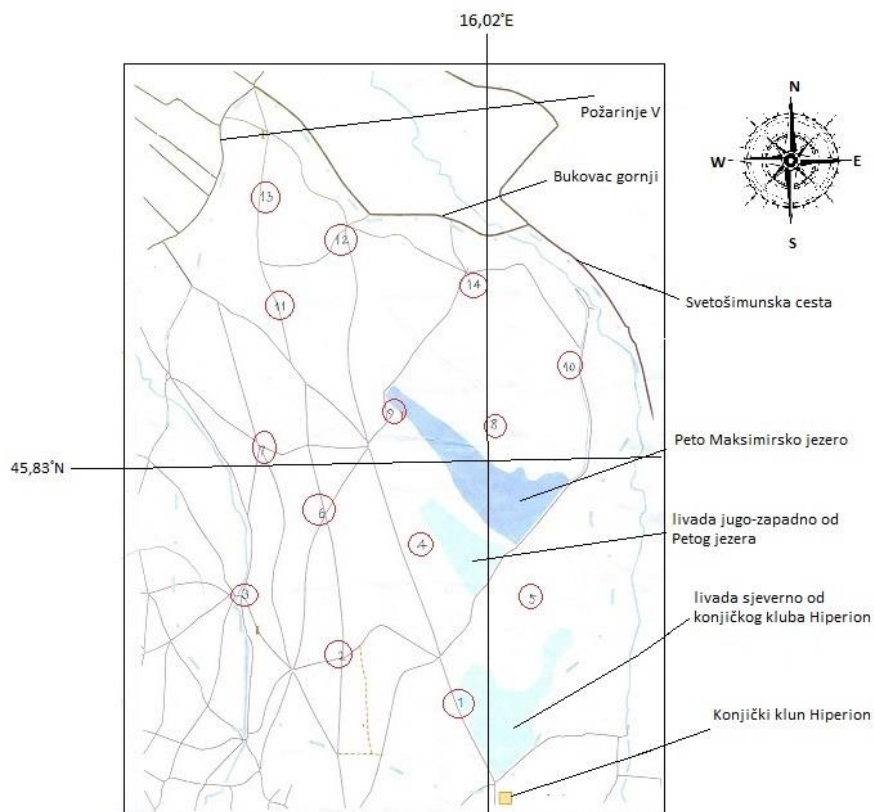 16,02°E
N
W
E
S
Požarinje V
Bukovac gornji
13
12
14
Svetošimunska cesta
11
10
9
8
7
Peto Maksimirsko jezero
45,83°N
6
livada jugo-zapadno od
Petog jezera
4
3
5
livada sjeverno od
konjičkog kluba Hiperion
2
1
Konjički klun Hiperion